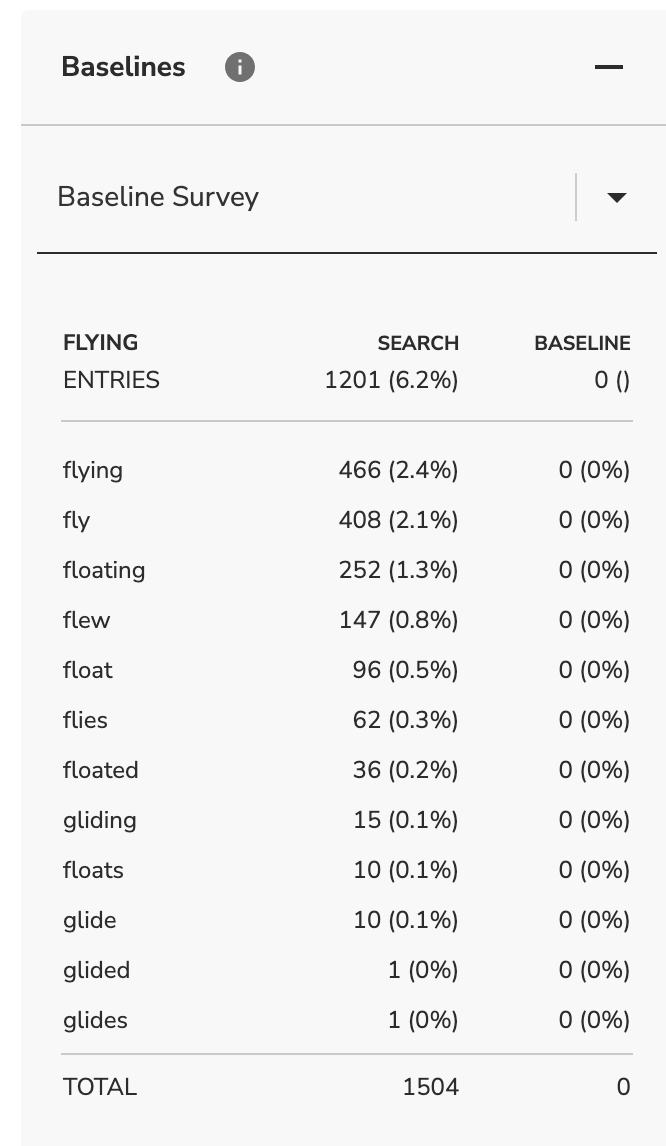 Baselines
Baseline Survey
FLYING SEARCH BASELINE
ENTRIES 1201 (6.2%) 0 ()
flying 466 (2.4%) 0 (0%)
fly 408 (2.1%) 0 (0%)
floating 252 (1.3%) 0 (0%)
flew 147 (0.8%) 0 (0%)
float 96 (0.5%) 0 (0%)
flies 62 (0.3%) 0 (0%)
floated 36 (0.2%) 0 (0%)
gliding 15 (0.1%) 0 (0%)
floats 10 (0.1%) 0 (0%)
glide 10 (0.1%) 0 (0%)
glided 1 (0%) 0 (0%)
glides 1 (0%) 0 (0%)
TOTAL 1504 0